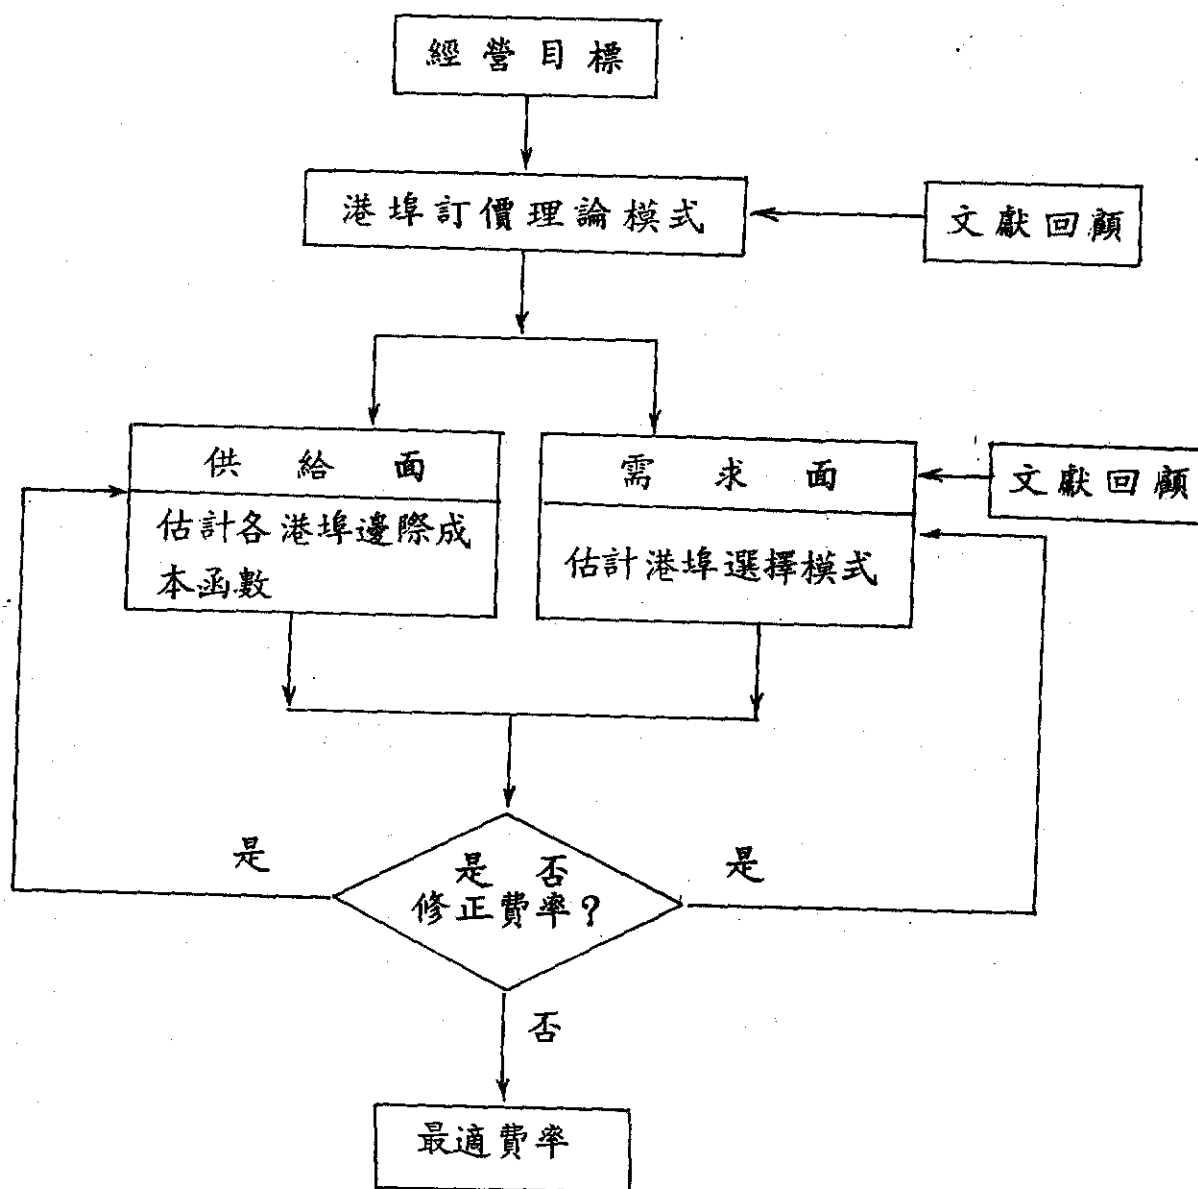 經營目標
港埠訂價理論模式
文獻回顧
供給面
需求面
文獻回顧
估計各港埠邊際成
本函數
估計港埠選擇模式
是
是否
修正費率?
是
否
最適費率